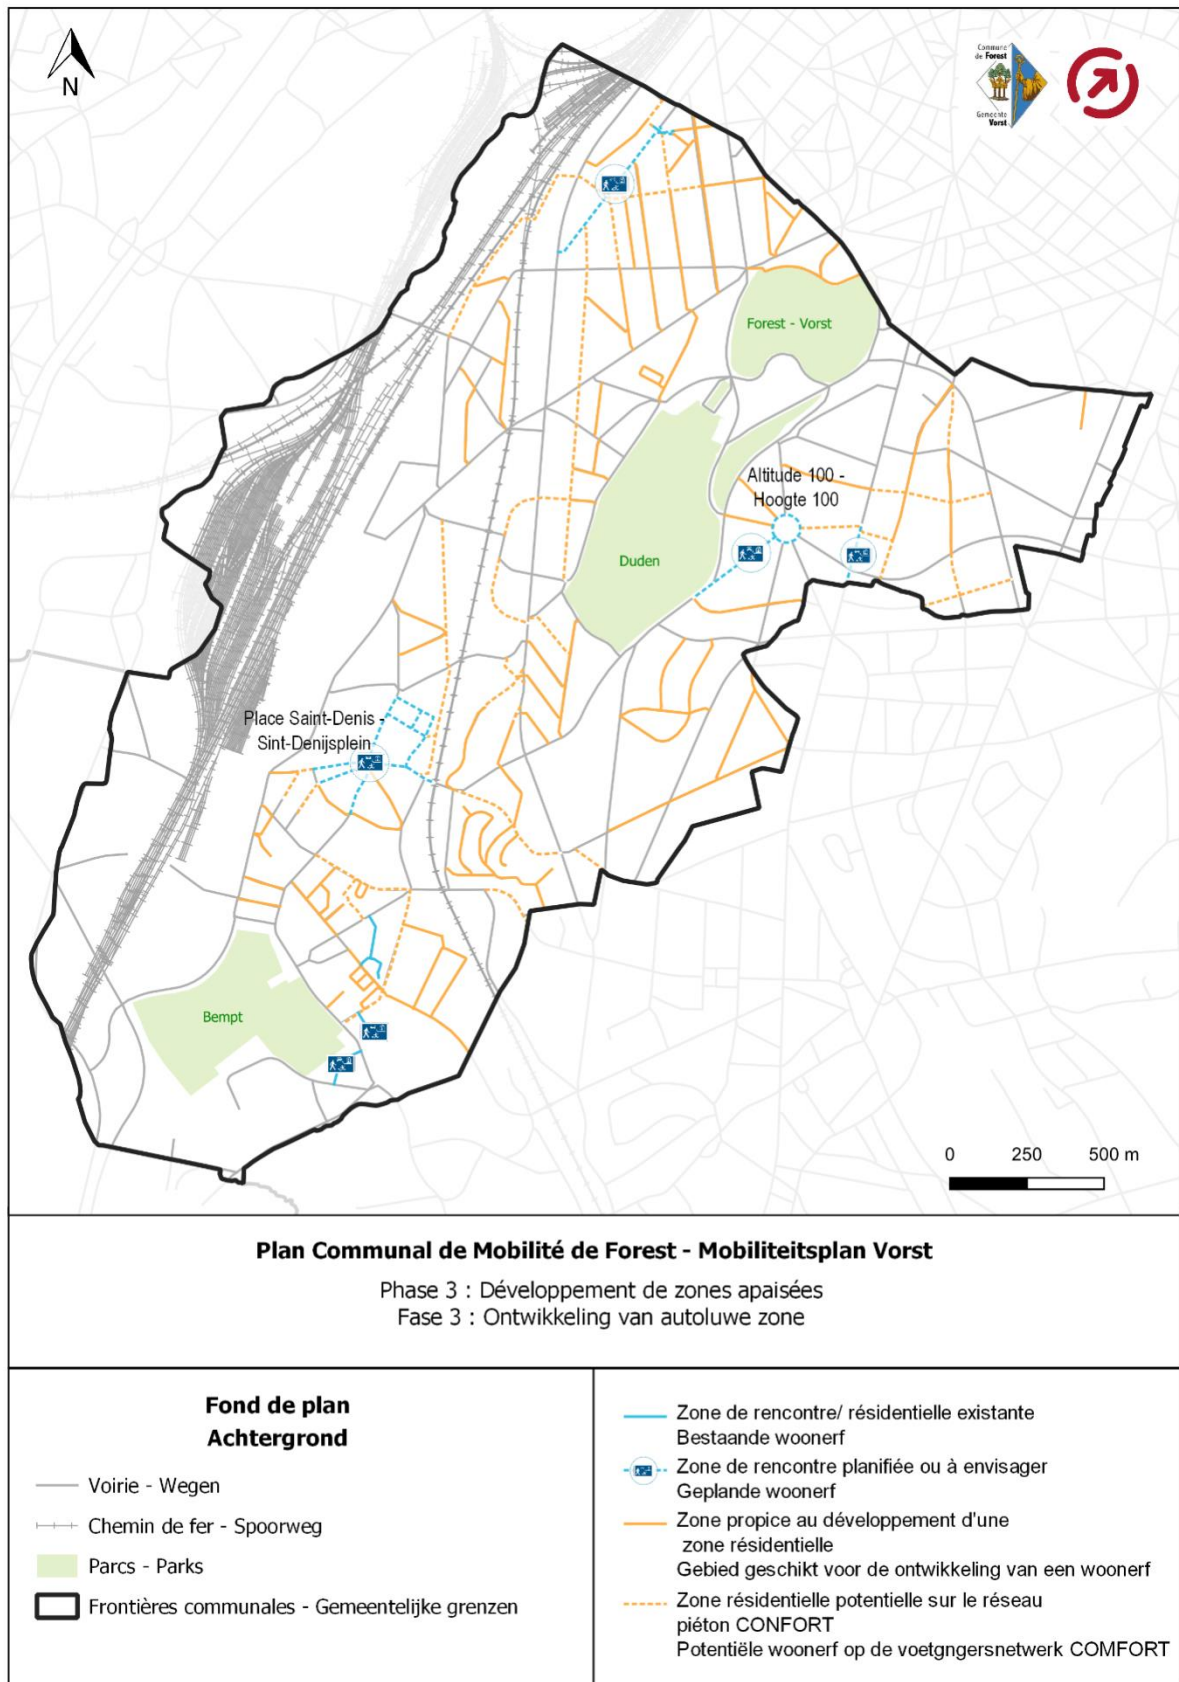 N
Commune
de Forest
Gemeente
Vorst
Forest - Vorst
Altitude 100 -
Hoogte 100
Duden
Place Saint-Denis -
Sint-Denijsplein
Bempt
0 250 500 m
Plan Communal de Mobilité de Forest - Mobiliteitsplan Vorst
Phase 3 : Développement de zones apaisées
Fase 3 : Ontwikkeling van autoluwe zone
Fond de plan
Achtergrond
Voirie - Wegen
Chemin de fer - Spoorweg
Parcs - Parks
Frontières communales - Gemeentelijke grenzen
Zone de rencontre/ résidentielle existante
Bestaande woonerf
Zone de rencontre planifiée ou à envisager
Geplande woonerf
Zone propice au développement d'une
zone résidentielle
Gebied geschikt voor de ontwikkeling van een woonerf
Zone résidentielle potentielle sur le réseau
piéton CONFORT
Potentiële woonerf op de voetgngersnetwerk COMFORT